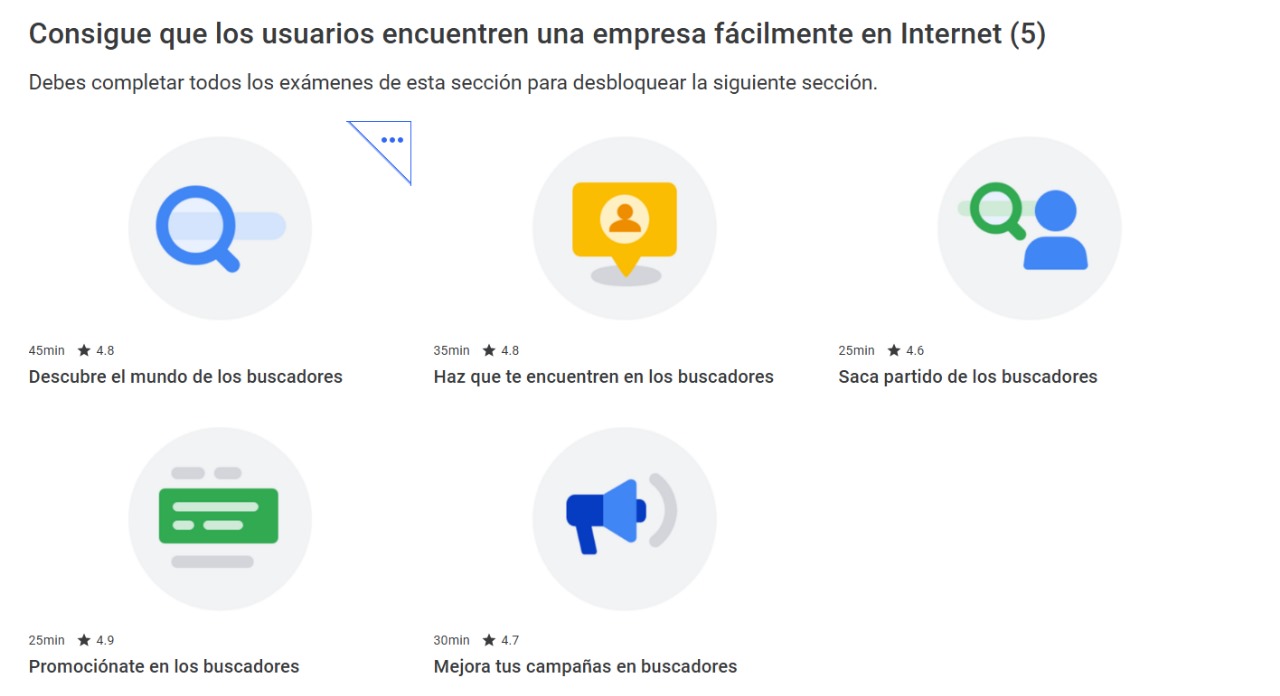 Consigue que los usuarios encuentren una empresa fácilmente en Internet (5)
Debes completar todos los exámenes de esta sección para desbloquear la siguiente sección.
45min ★ 4.8
Descubre el mundo de los buscadores
35min ★ 4.8
Haz que te encuentren en los buscadores
25min ★ 4.6
Saca partido de los buscadores
25min ★ 4.9
Promociónate en los buscadores
30min ★ 4.7
Mejora tus campañas en buscadores